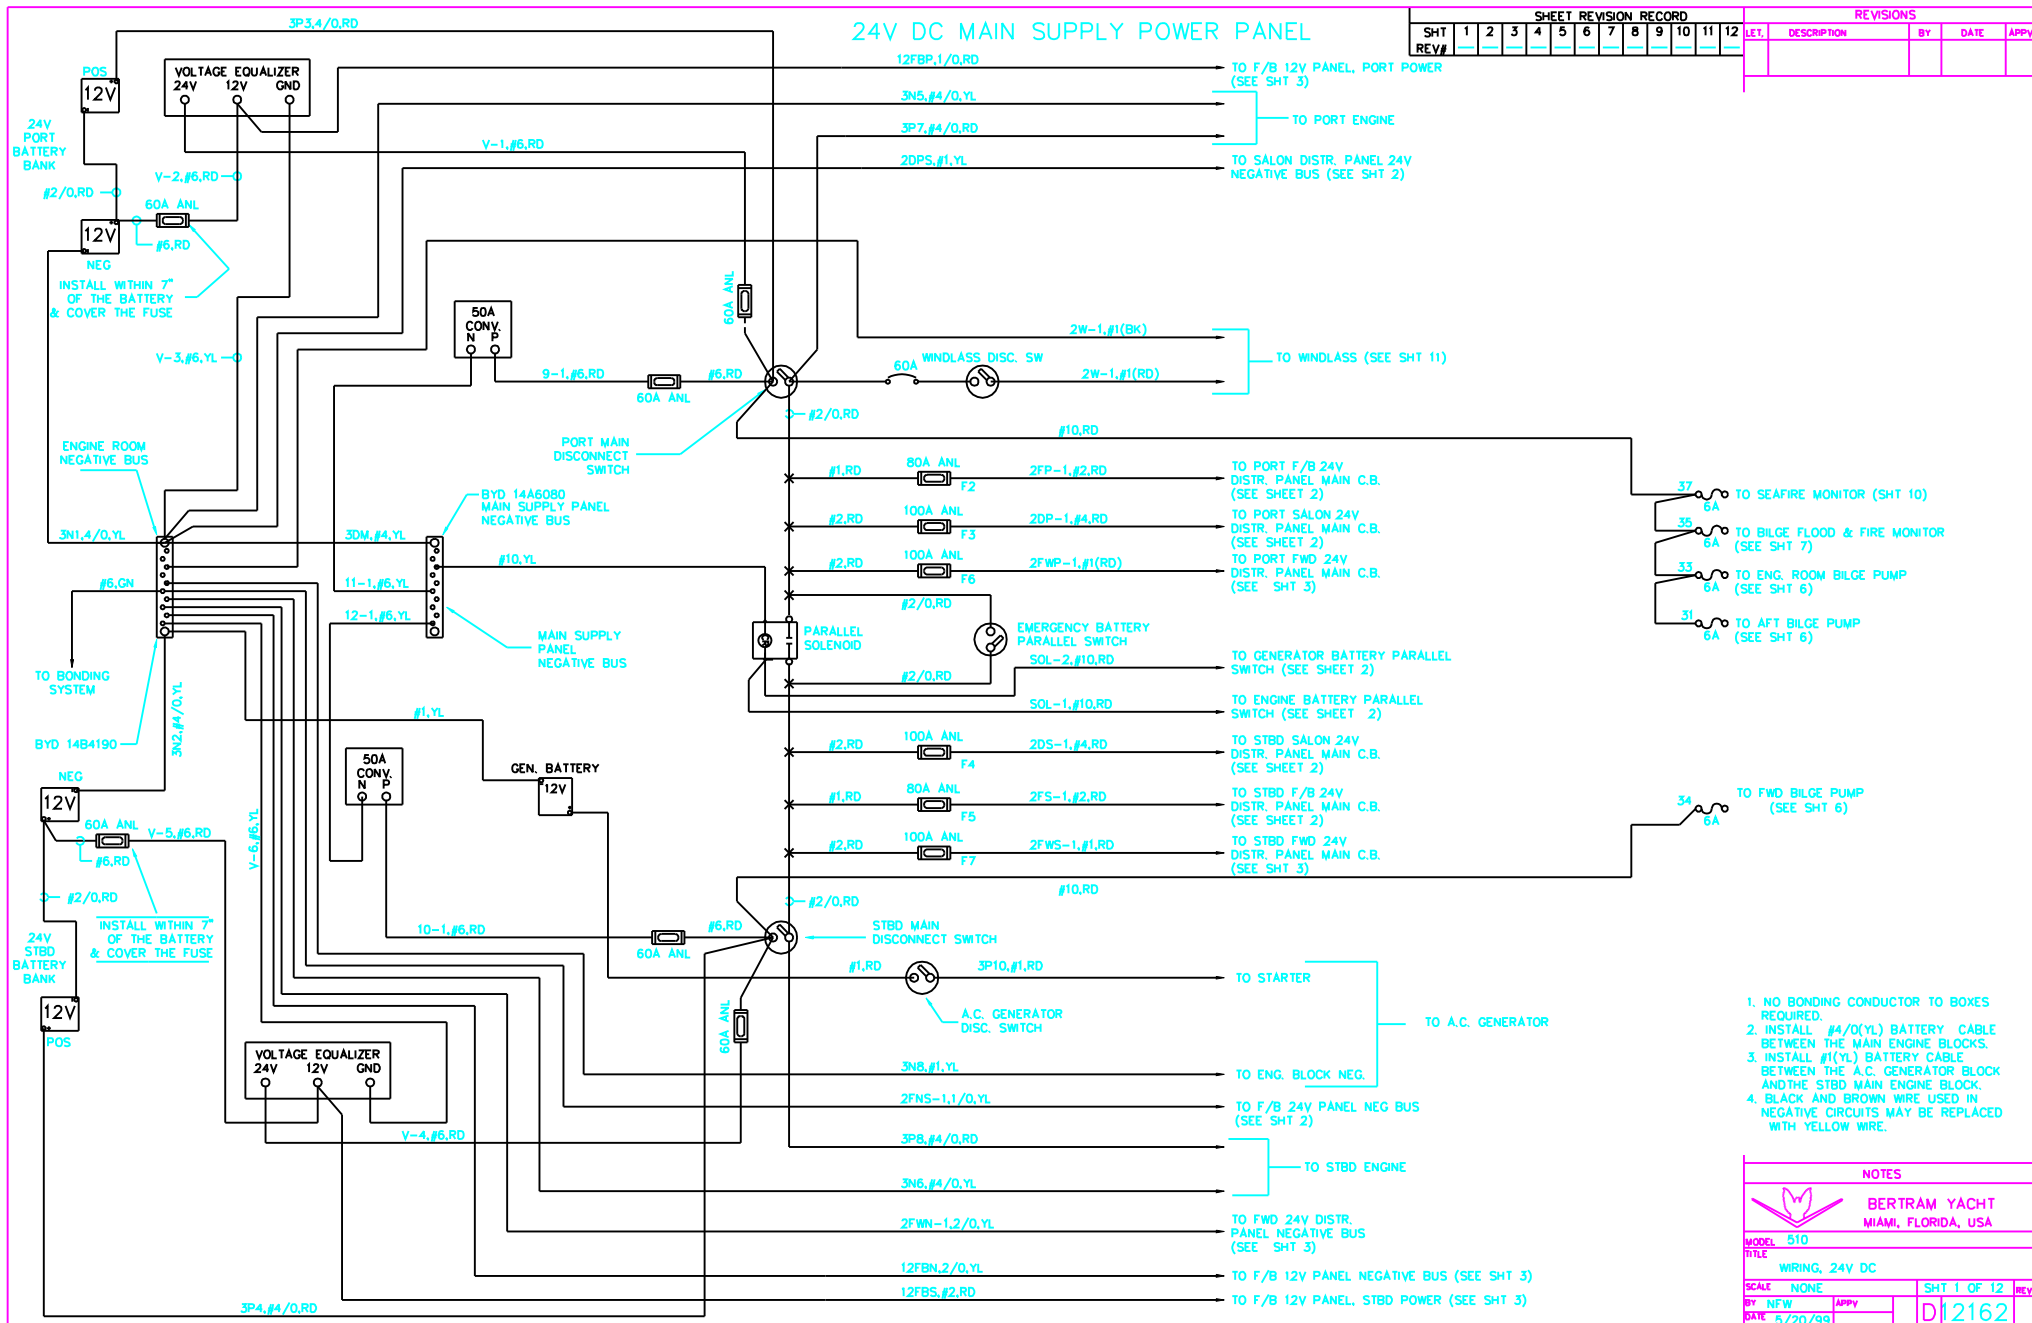 24V DC MAIN SUPPLY POWER PANEL
SHEET REVISION RECORD
SHT 1 2 3 4 5 6 7 8 9 10 11 12
REV#
REVISIONS
LET. DESCRIPTION BY DATE APPV
3P3,4/0,RD
POS
12V
24V
PORT
BATTERY
BANK
#2/0,RD
12V
NEG
VOLTAGE EQUALIZER
24V 12V GND
V-2,#6,RD
60A ANL
#6,RD
INSTALL WITHIN 7"
OF THE BATTERY
& COVER THE FUSE
V-3,#6,YL
12FBP,1/0,RD
TO F/B 12V PANEL, PORT POWER
(SEE SHT 3)
3N5,#4/0,YL
TO PORT ENGINE
3P7,#4/0,RD
V-1,#6,RD
2DPS,#1,YL
TO SALON DISTR. PANEL 24V
NEGATIVE BUS (SEE SHT 2)
60A ANL
50A
CONV.
N P
9-1,#6,RD
60A ANL
#6,RD
2W-1,#1(BK)
WINDLASS DISC. SW
60A
2W-1,#1(RD)
TO WINDLASS (SEE SHT 11)
#2/0,RD
PORT MAIN
DISCONNECT
SWITCH
#10,RD
ENGINE ROOM
NEGATIVE BUS
BYD 14A6080
MAIN SUPPLY PANEL
NEGATIVE BUS
3N1,4/0,YL
3DM,#4,YL
#10,YL
#6,GN
11-1,#6,YL
12-1,#6,YL
MAIN SUPPLY
PANEL
NEGATIVE BUS
TO BONDING
SYSTEM
BYD 14B4190
3N2,#4/0,YL
#1,YL
#1,RD
80A ANL
F2
2FP-1,#2,RD
TO PORT F/B 24V
DISTR. PANEL MAIN C.B.
(SEE SHEET 2)
#2,RD
100A ANL
F3
2DP-1,#4,RD
TO PORT SALON 24V
DISTR. PANEL MAIN C.B.
(SEE SHEET 2)
#2,RD
100A ANL
F6
2FWP-1,#1(RD)
TO PORT FWD 24V
DISTR. PANEL MAIN C.B.
(SEE SHT 3)
#2/0,RD
PARALLEL
SOLENOID
EMERGENCY BATTERY
PARALLEL SWITCH
#2/0,RD
SOL-2,#10,RD
TO GENERATOR BATTERY PARALLEL
SWITCH (SEE SHEET 2)
SOL-1,#10,RD
TO ENGINE BATTERY PARALLEL
SWITCH (SEE SHEET 2)
37
6A
TO SEAFIRE MONITOR (SHT 10)
35
6A
TO BILGE FLOOD & FIRE MONITOR
(SEE SHT 7)
33
6A
TO ENG. ROOM BILGE PUMP
(SEE SHT 6)
31
6A
TO AFT BILGE PUMP
(SEE SHT 6)
#2,RD
100A ANL
F4
2DS-1,#4,RD
TO STBD SALON 24V
DISTR. PANEL MAIN C.B.
(SEE SHEET 2)
#1,RD
80A ANL
F5
2FS-1,#2,RD
TO STBD F/B 24V
DISTR. PANEL MAIN C.B.
(SEE SHEET 2)
#2,RD
100A ANL
F7
2FWS-1,#1,RD
TO STBD FWD 24V
DISTR. PANEL MAIN C.B.
(SEE SHT 3)
#10,RD
34
6A
TO FWD BILGE PUMP
(SEE SHT 6)
#2/0,RD
STBD MAIN
DISCONNECT SWITCH
50A
CONV.
N P
GEN. BATTERY
12V
NEG
12V
60A ANL
V-5,#6,RD
#6,RD
V-6,#6,YL
#2/0,RD
INSTALL WITHIN 7"
OF THE BATTERY
& COVER THE FUSE
24V
STBD
BATTERY
BANK
12V
POS
10-1,#6,RD
60A ANL
#6,RD
60A ANL
#1,RD
3P10,#1,RD
A.C. GENERATOR
DISC. SWITCH
TO STARTER
TO A.C. GENERATOR
VOLTAGE EQUALIZER
24V 12V GND
3N8,#1,YL
TO ENG. BLOCK NEG.
2FNS-1,1/0,YL
TO F/B 24V PANEL NEG BUS
(SEE SHT 2)
V-4,#6,RD
3P8,#4/0,RD
TO STBD ENGINE
3N6,#4/0,YL
2FWN-1,2/0,YL
TO FWD 24V DISTR.
PANEL NEGATIVE BUS
(SEE SHT 3)
12FBN,2/0,YL
TO F/B 12V PANEL NEGATIVE BUS (SEE SHT 3)
12FBS,#2,RD
TO F/B 12V PANEL, STBD POWER (SEE SHT 3)
3P4,#4/0,RD
1. NO BONDING CONDUCTOR TO BOXES
REQUIRED.
2. INSTALL #4/0(YL) BATTERY CABLE
BETWEEN THE MAIN ENGINE BLOCKS.
3. INSTALL #1(YL) BATTERY CABLE
BETWEEN THE A.C. GENERATOR BLOCK
ANDTHE STBD MAIN ENGINE BLOCK.
4. BLACK AND BROWN WIRE USED IN
NEGATIVE CIRCUITS MAY BE REPLACED
WITH YELLOW WIRE.
NOTES
BERTRAM YACHT
MIAMI, FLORIDA, USA
MODEL 510
TITLE
WIRING, 24V DC
SCALE NONE SHT 1 OF 12 REV
BY NFW APPV
DATE 5/20/99
D 12162